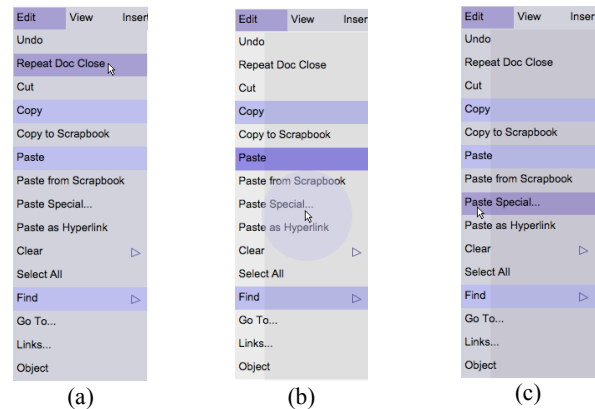 Edit View Inser
Undo
Repeat Doc Close
Cut
Copy
Copy to Scrapbook
Paste
Paste from Scrapbook
Paste Special...
Paste as Hyperlink
Clear
Select All
Find
Go To...
Links...
Object
(a)
Edit View Insert
Undo
Repeat Doc Close
Cut
Copy
Copy to Scrapbook
Paste
Paste from Scrapbook
Paste Special...
Paste as Hyperlink
Clear
Select All
Find
Go To...
Links...
Object
(b)
Edit View Inser
Undo
Repeat Doc Close
Cut
Copy
Copy to Scrapbook
Paste
Paste from Scrapbook
Paste Special...
Paste as Hyperlink
Clear
Select All
Find
Go To...
Links...
Object
(c)